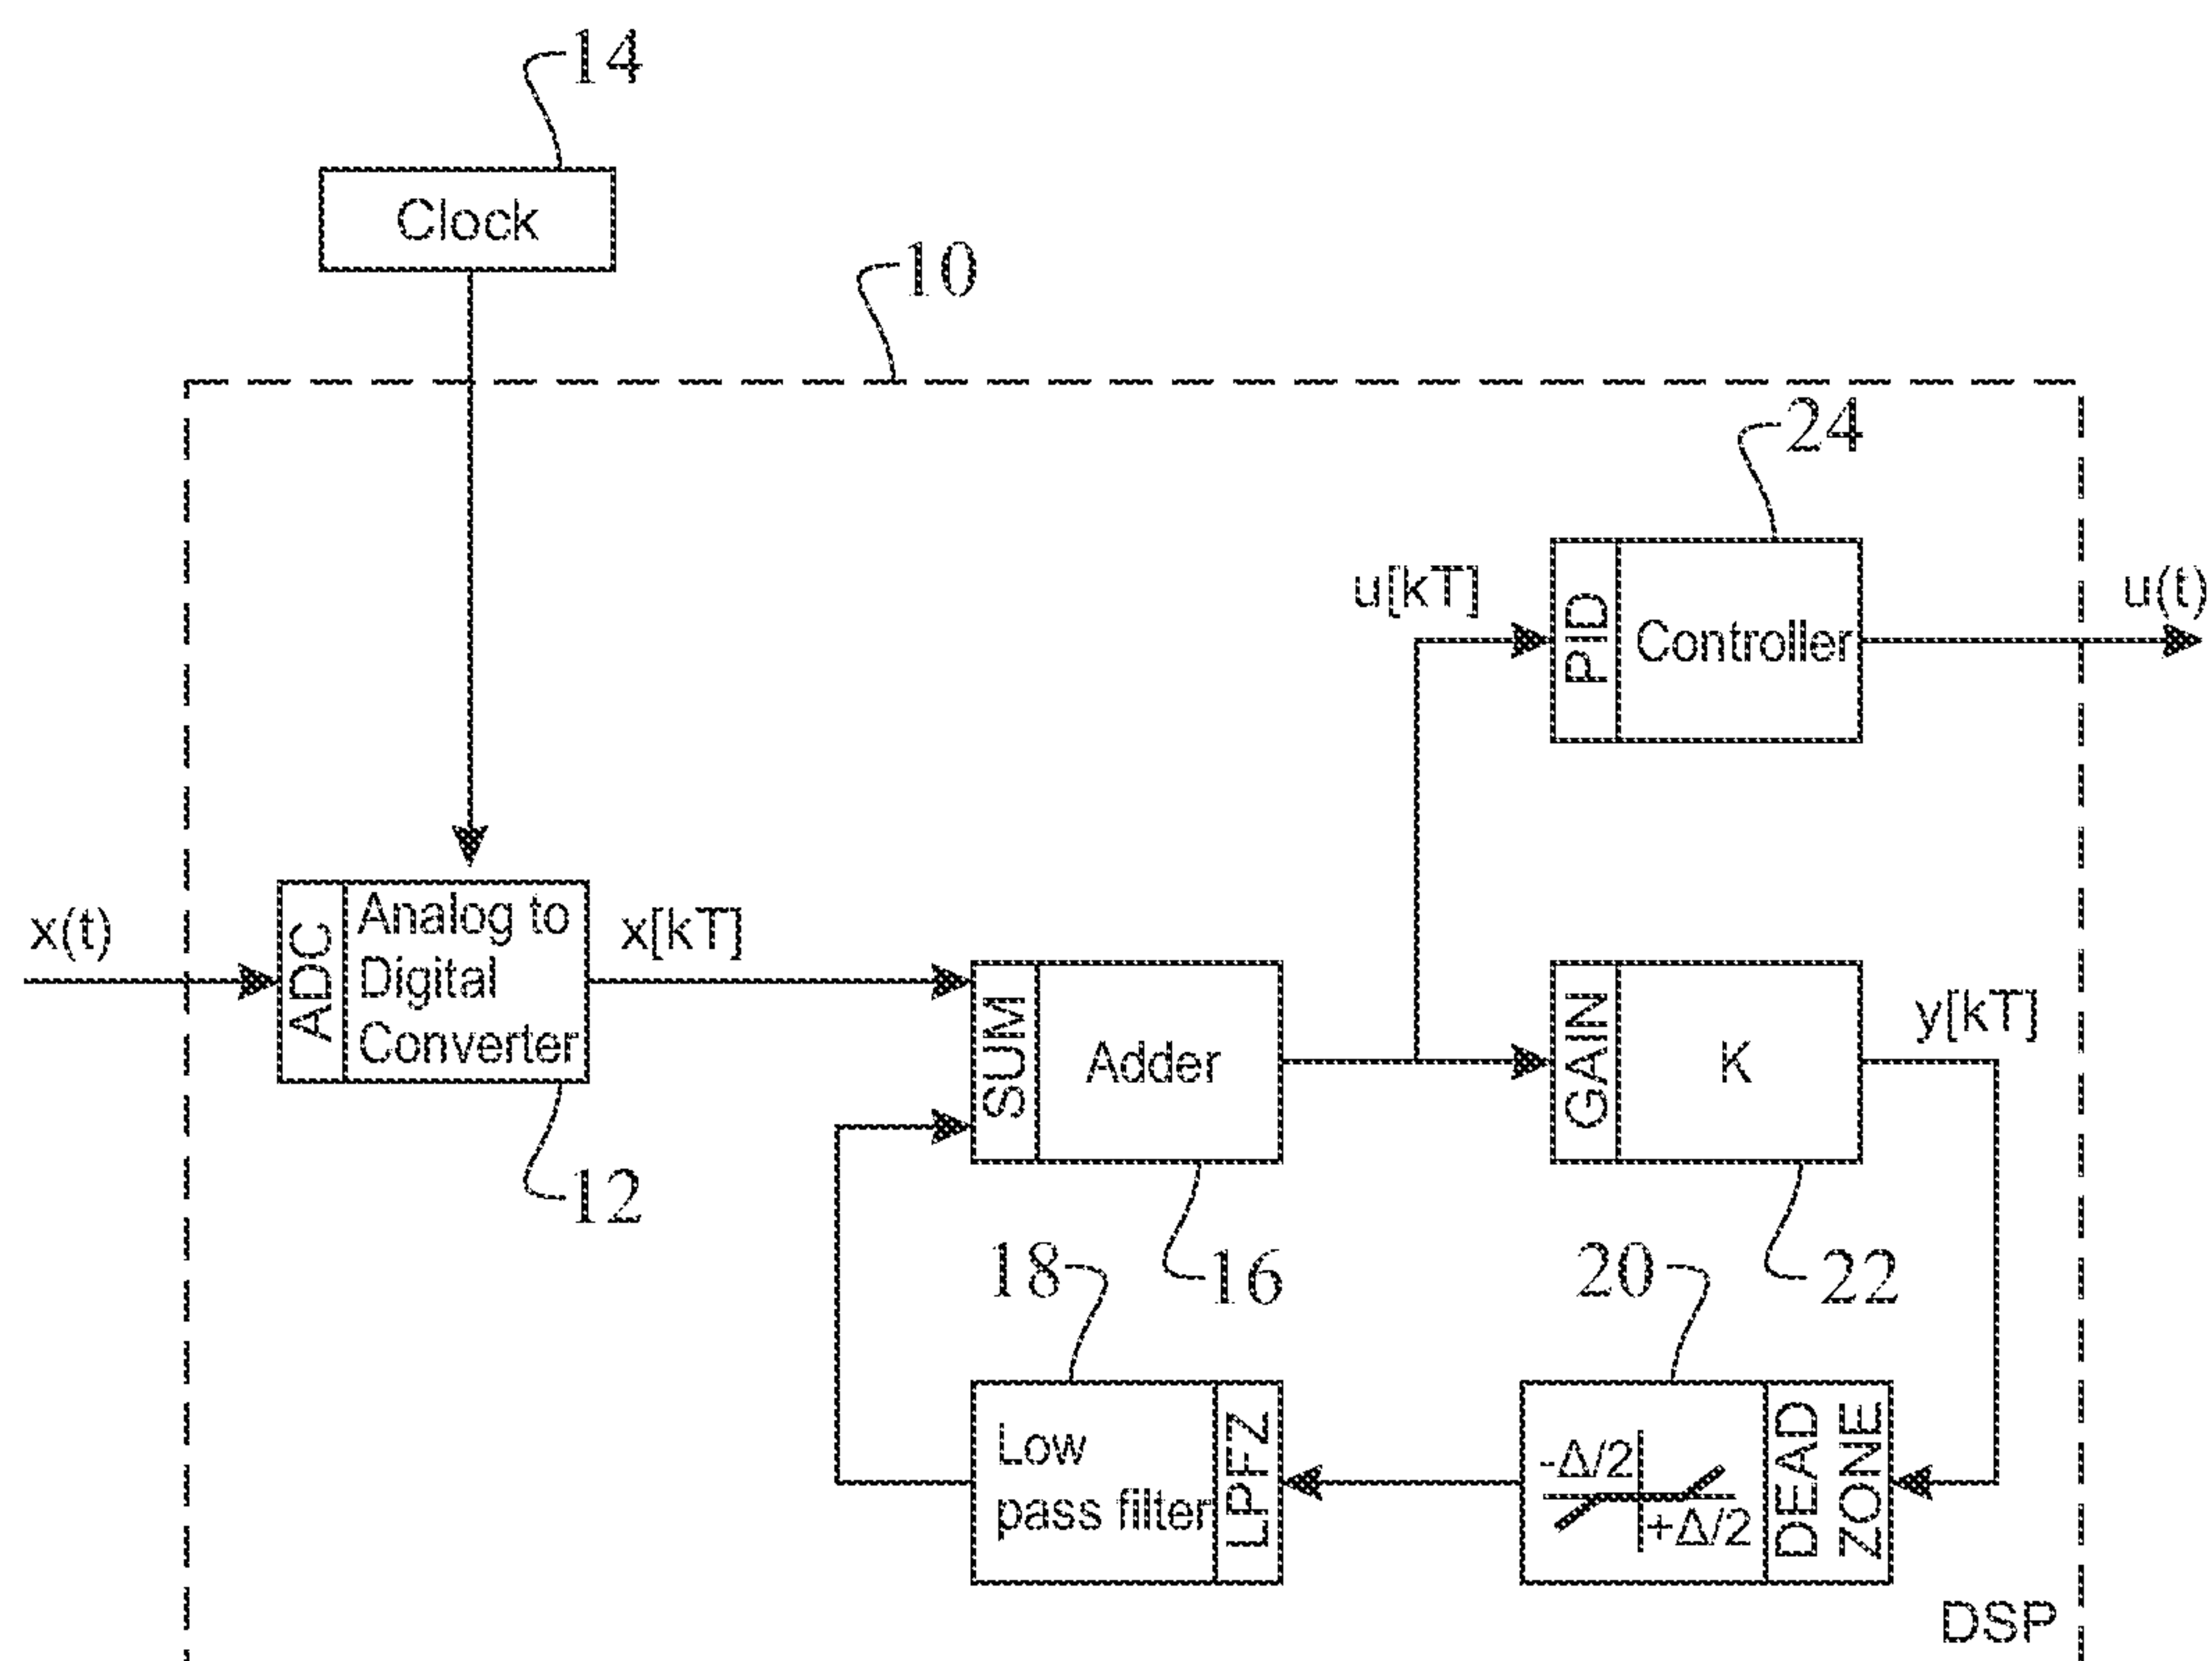 14
Clock
10
24
u[kT]
PID
Controller
u(t)
x(t)
ADC
Analog to
Digital
Converter
x[kT]
SUM
Adder
GAIN
K
y[kT]
12
18
16
20
22
Low
pass filter
LPFZ
-Δ/2
+Δ/2
DEAD
ZONE
DSP